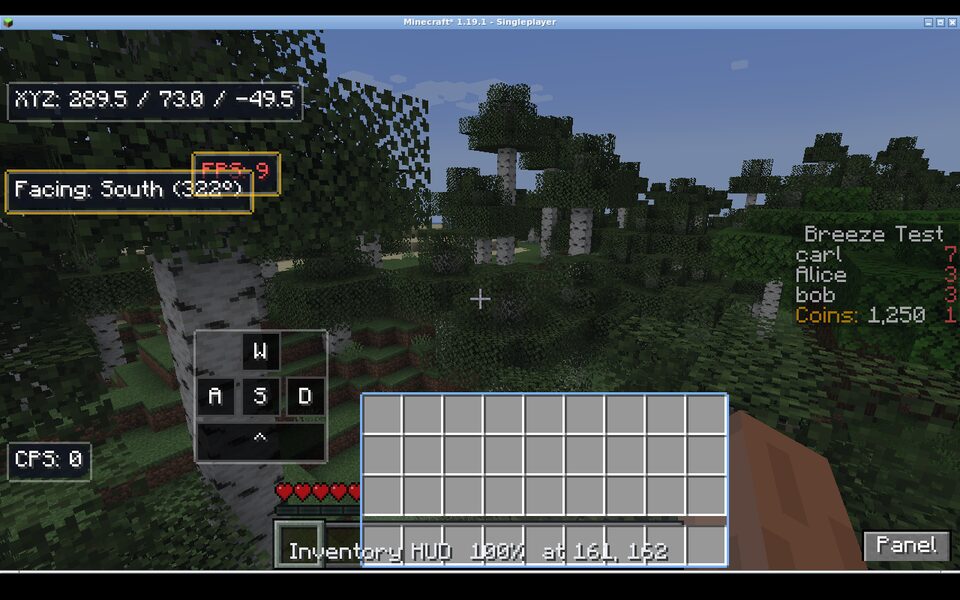 Minecraft* 1.19.1 - Singleplayer
XYZ: 289.5 / 73.0 / -49.5
FPS: 9
Facing: South (322°)
Breeze Test
carl 7
Alice 3
bob 3
Coins: 1,250 1
W
A S D
^
CPS: 0
Inventory HUD 100% at 161, 162
Panel